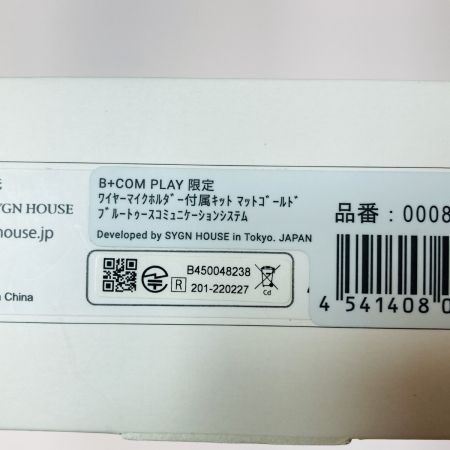 B+COM PLAY 限定
ワイヤーマイクホルダー付属キット マットゴールド
ブルートゥースコミュニケーションシステム
Developed by SYGN HOUSE in Tokyo. JAPAN
YGN HOUSE
house.jp
China
B450048238
R 201-220227
Cd
品番：0008
4 541408 0